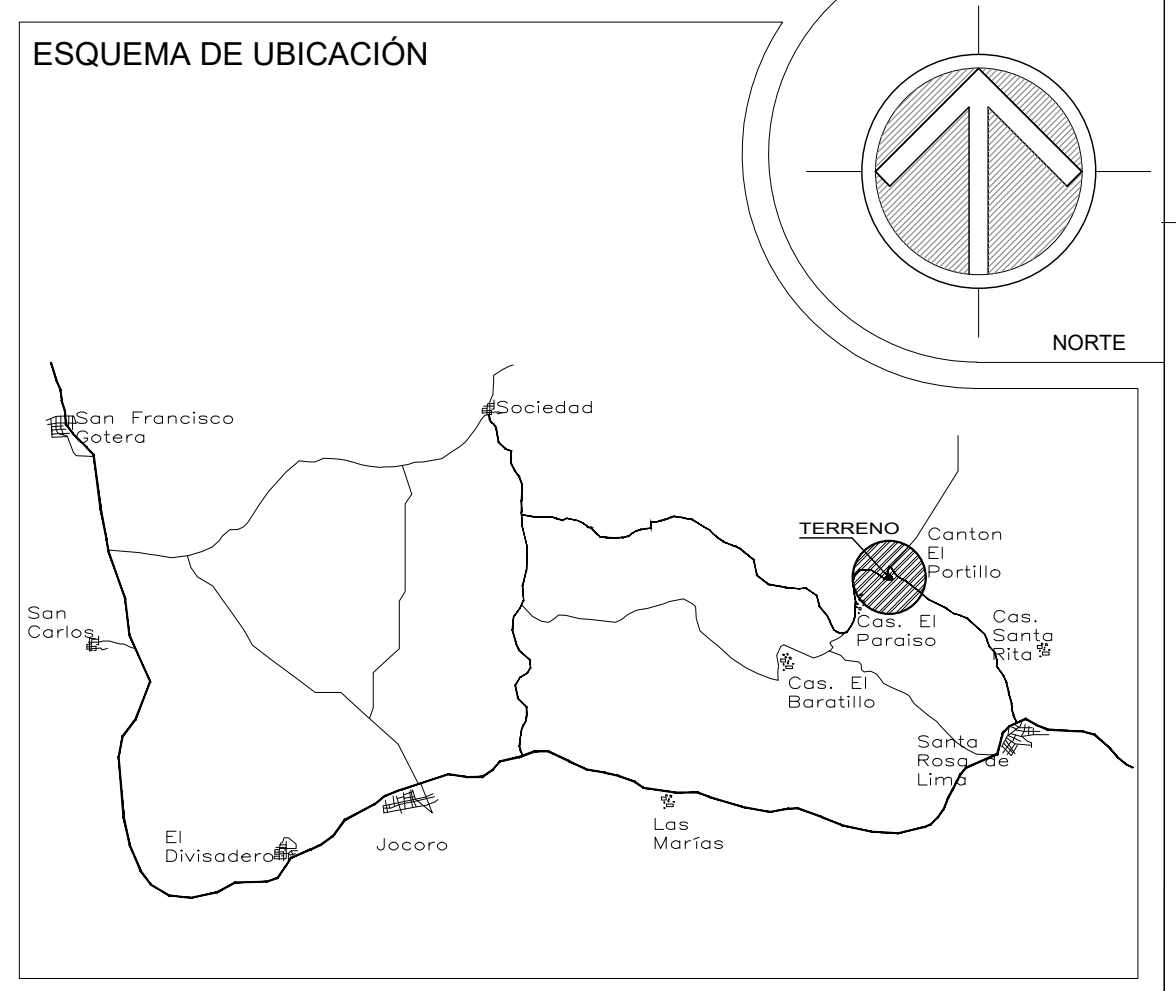 ESQUEMA DE UBICACIÓN
NORTE
San Francisco
Gotera
Sociedad
TERRENO
Canton
El
Portillo
San
Carlos
Cas. El
Paraiso
Cas.
Santa
Rita
Cas. El
Baratillo
Santa
Rosa de
Lima
El
Divisadero
Jocoro
Las
Marías